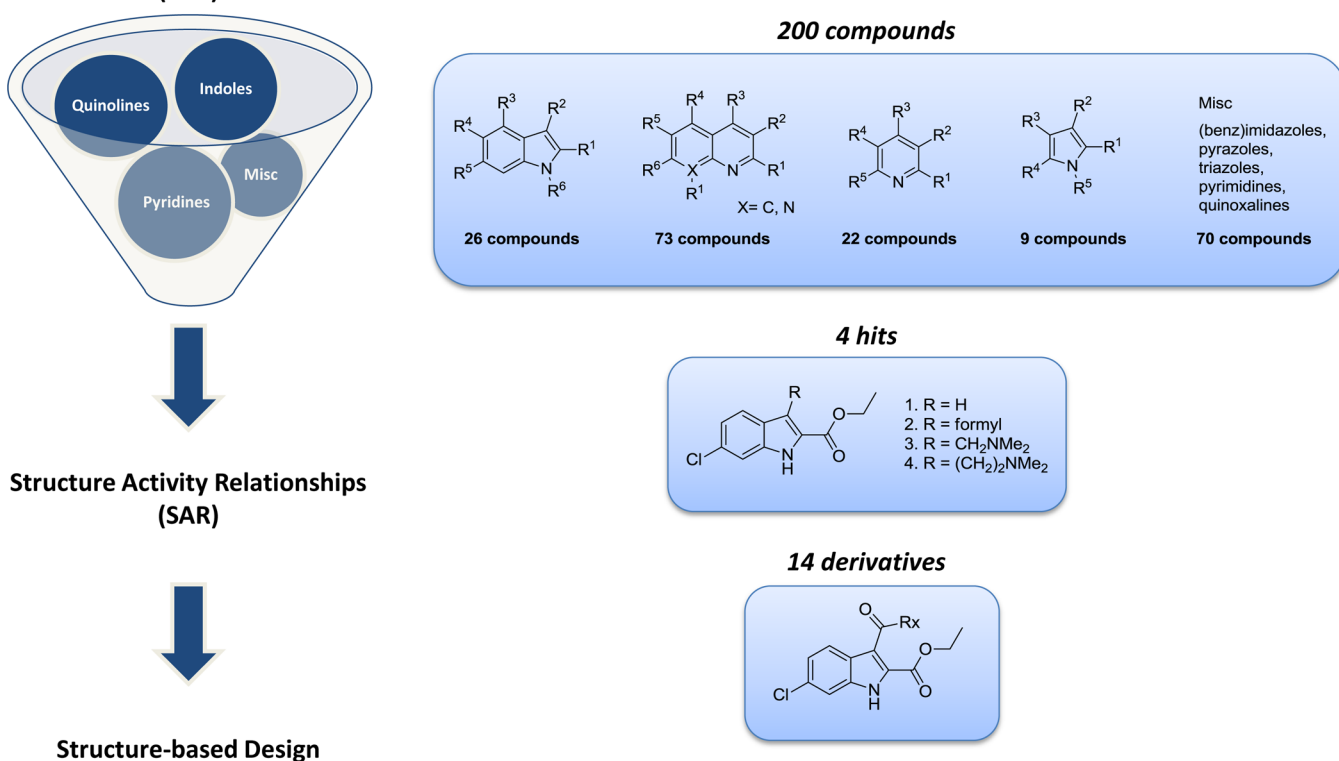 200 compounds
Quinolines
Indoles
Pyridines
Misc
R3
R4
R5
R2
R1
N
R6
R4
R3
R5
R2
R6
X
N
R1
R1
X= C, N
R3
R4
R2
R5
N
R1
R2
R3
R1
R4
N
R5
Misc
(benz)imidazoles,
pyrazoles,
triazoles,
pyrimidines,
quinoxalines
26 compounds
73 compounds
22 compounds
9 compounds
70 compounds
4 hits
R
O
O
Cl
N
H
1. R = H
2. R = formyl
3. R = CH2NMe2
4. R = (CH2)2NMe2
Structure Activity Relationships
(SAR)
14 derivatives
O
Rx
O
O
Cl
N
H
Structure-based Design